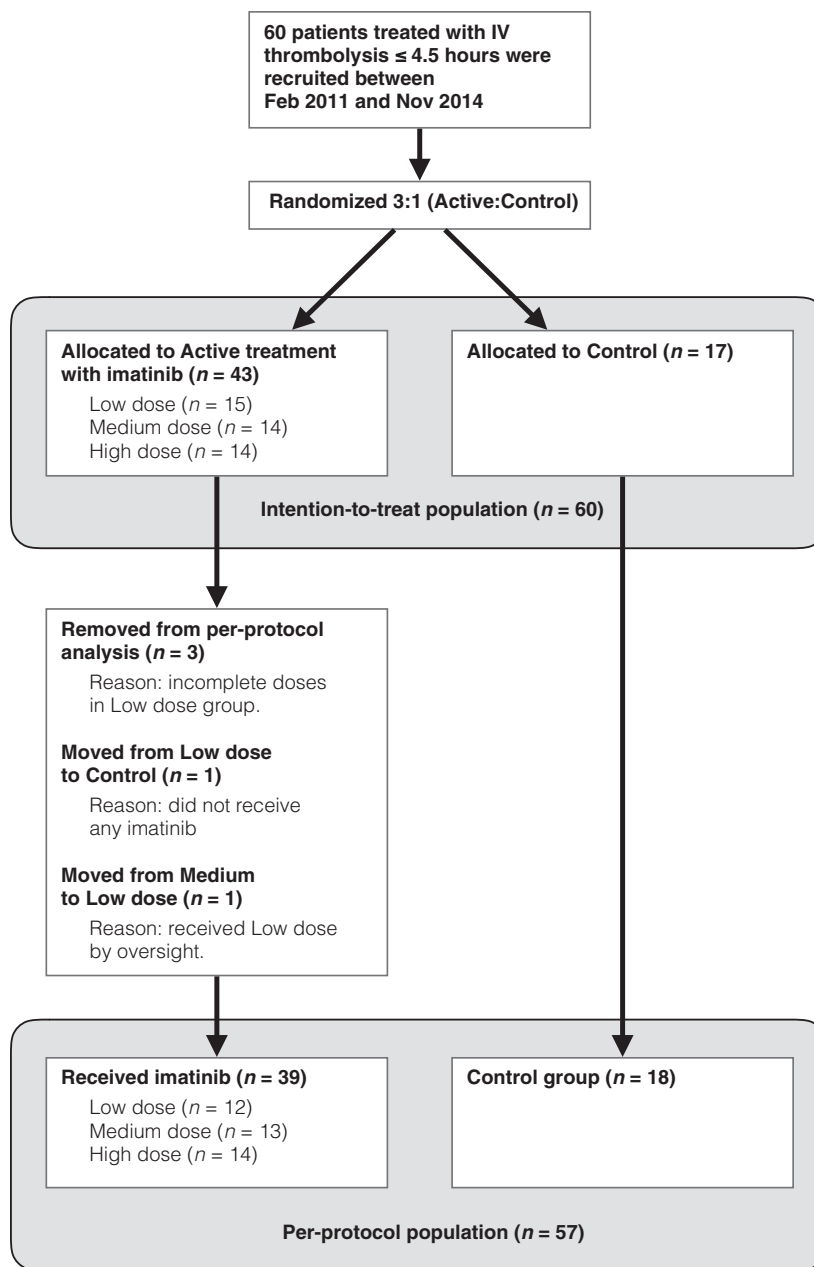 60 patients treated with IV
thrombolysis ≤ 4.5 hours were
recruited between
Feb 2011 and Nov 2014
Randomized 3:1 (Active:Control)
Allocated to Active treatment
with imatinib (n = 43)
Low dose (n = 15)
Medium dose (n = 14)
High dose (n = 14)
Allocated to Control (n = 17)
Intention-to-treat population (n = 60)
Removed from per-protocol
analysis (n = 3)
Reason: incomplete doses
in Low dose group.
Moved from Low dose
to Control (n = 1)
Reason: did not receive
any imatinib
Moved from Medium
to Low dose (n = 1)
Reason: received Low dose
by oversight.
Received imatinib (n = 39)
Low dose (n = 12)
Medium dose (n = 13)
High dose (n = 14)
Control group (n = 18)
Per-protocol population (n = 57)